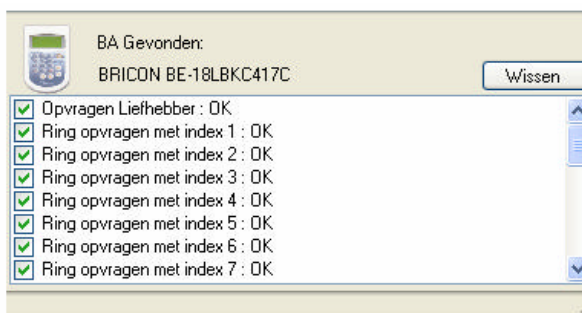 BA Gevonden:
BRICON BE-18LBKC417C
Wissen
Opvragen Liefhebber : OK
Ring opvragen met index 1 : OK
Ring opvragen met index 2 : OK
Ring opvragen met index 3 : OK
Ring opvragen met index 4 : OK
Ring opvragen met index 5 : OK
Ring opvragen met index 6 : OK
Ring opvragen met index 7 : OK